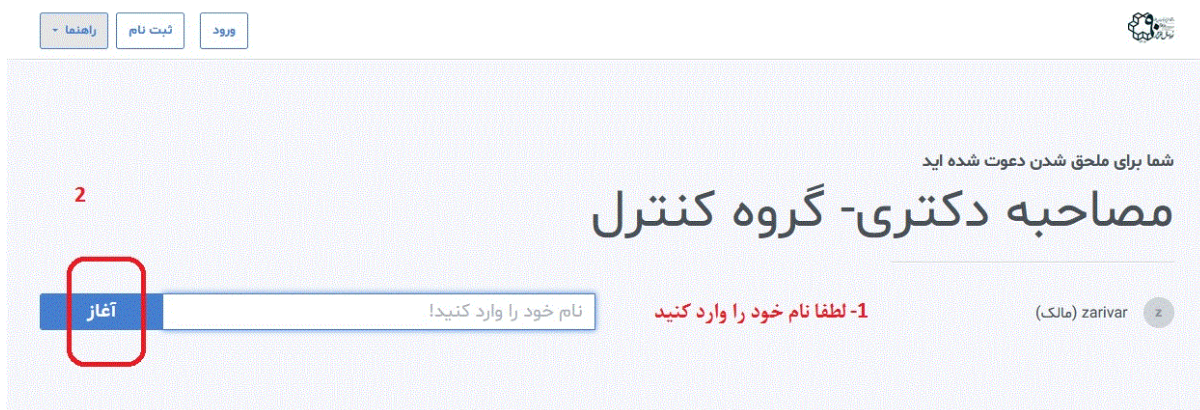 ورود
ثبت نام
راهنما
شما برای ملحق شدن دعوت شده اید
مصاحبه دکتری- گروه کنترل
2
z
zarivar (مالک)
1- لطفا نام خود را وارد کنید
نام خود را وارد کنید!
آغاز